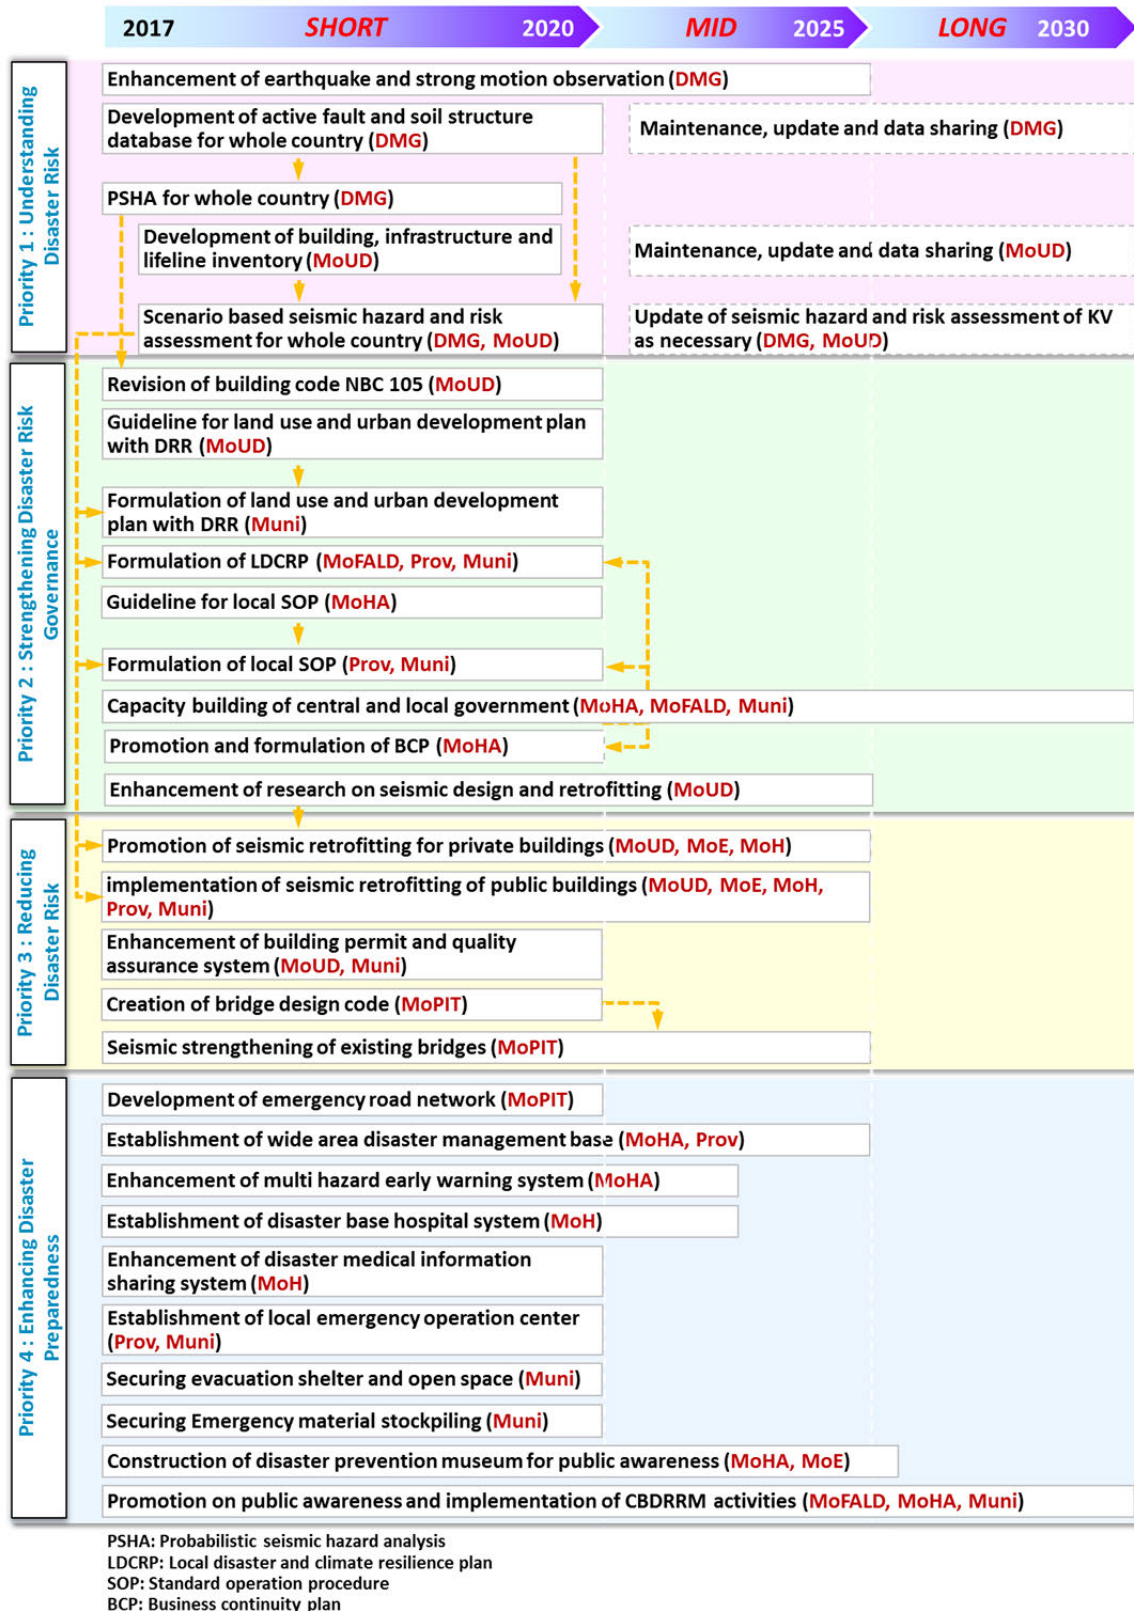 2017 SHORT 2020 MID 2025 LONG 2030
Priority 1 : Understanding
Disaster Risk
Enhancement of earthquake and strong motion observation (DMG)
Development of active fault and soil structure
database for whole country (DMG)
Maintenance, update and data sharing (DMG)
PSHA for whole country (DMG)
Development of building, infrastructure and
lifeline inventory (MoUD)
Maintenance, update and data sharing (MoUD)
Scenario based seismic hazard and risk
assessment for whole country (DMG, MoUD)
Update of seismic hazard and risk assessment of KV
as necessary (DMG, MoUD)
Priority 2 : Strengthening Disaster Risk
Governance
Revision of building code NBC 105 (MoUD)
Guideline for land use and urban development plan
with DRR (MoUD)
Formulation of land use and urban development
plan with DRR (Muni)
Formulation of LDCRP (MoFALD, Prov, Muni)
Guideline for local SOP (MoHA)
Formulation of local SOP (Prov, Muni)
Capacity building of central and local government (MoHA, MoFALD, Muni)
Promotion and formulation of BCP (MoHA)
Enhancement of research on seismic design and retrofitting (MoUD)
Priority 3 : Reducing
Disaster Risk
Promotion of seismic retrofitting for private buildings (MoUD, MoE, MoH)
implementation of seismic retrofitting of public buildings (MoUD, MoE, MoH,
Prov, Muni)
Enhancement of building permit and quality
assurance system (MoUD, Muni)
Creation of bridge design code (MoPIT)
Seismic strengthening of existing bridges (MoPIT)
Priority 4 : Enhancing Disaster
Preparedness
Development of emergency road network (MoPIT)
Establishment of wide area disaster management base (MoHA, Prov)
Enhancement of multi hazard early warning system (MoHA)
Establishment of disaster base hospital system (MoH)
Enhancement of disaster medical information
sharing system (MoH)
Establishment of local emergency operation center
(Prov, Muni)
Securing evacuation shelter and open space (Muni)
Securing Emergency material stockpiling (Muni)
Construction of disaster prevention museum for public awareness (MoHA, MoE)
Promotion on public awareness and implementation of CBDRRM activities (MoFALD, MoHA, Muni)
PSHA: Probabilistic seismic hazard analysis
LDCRP: Local disaster and climate resilience plan
SOP: Standard operation procedure
BCP: Business continuity plan